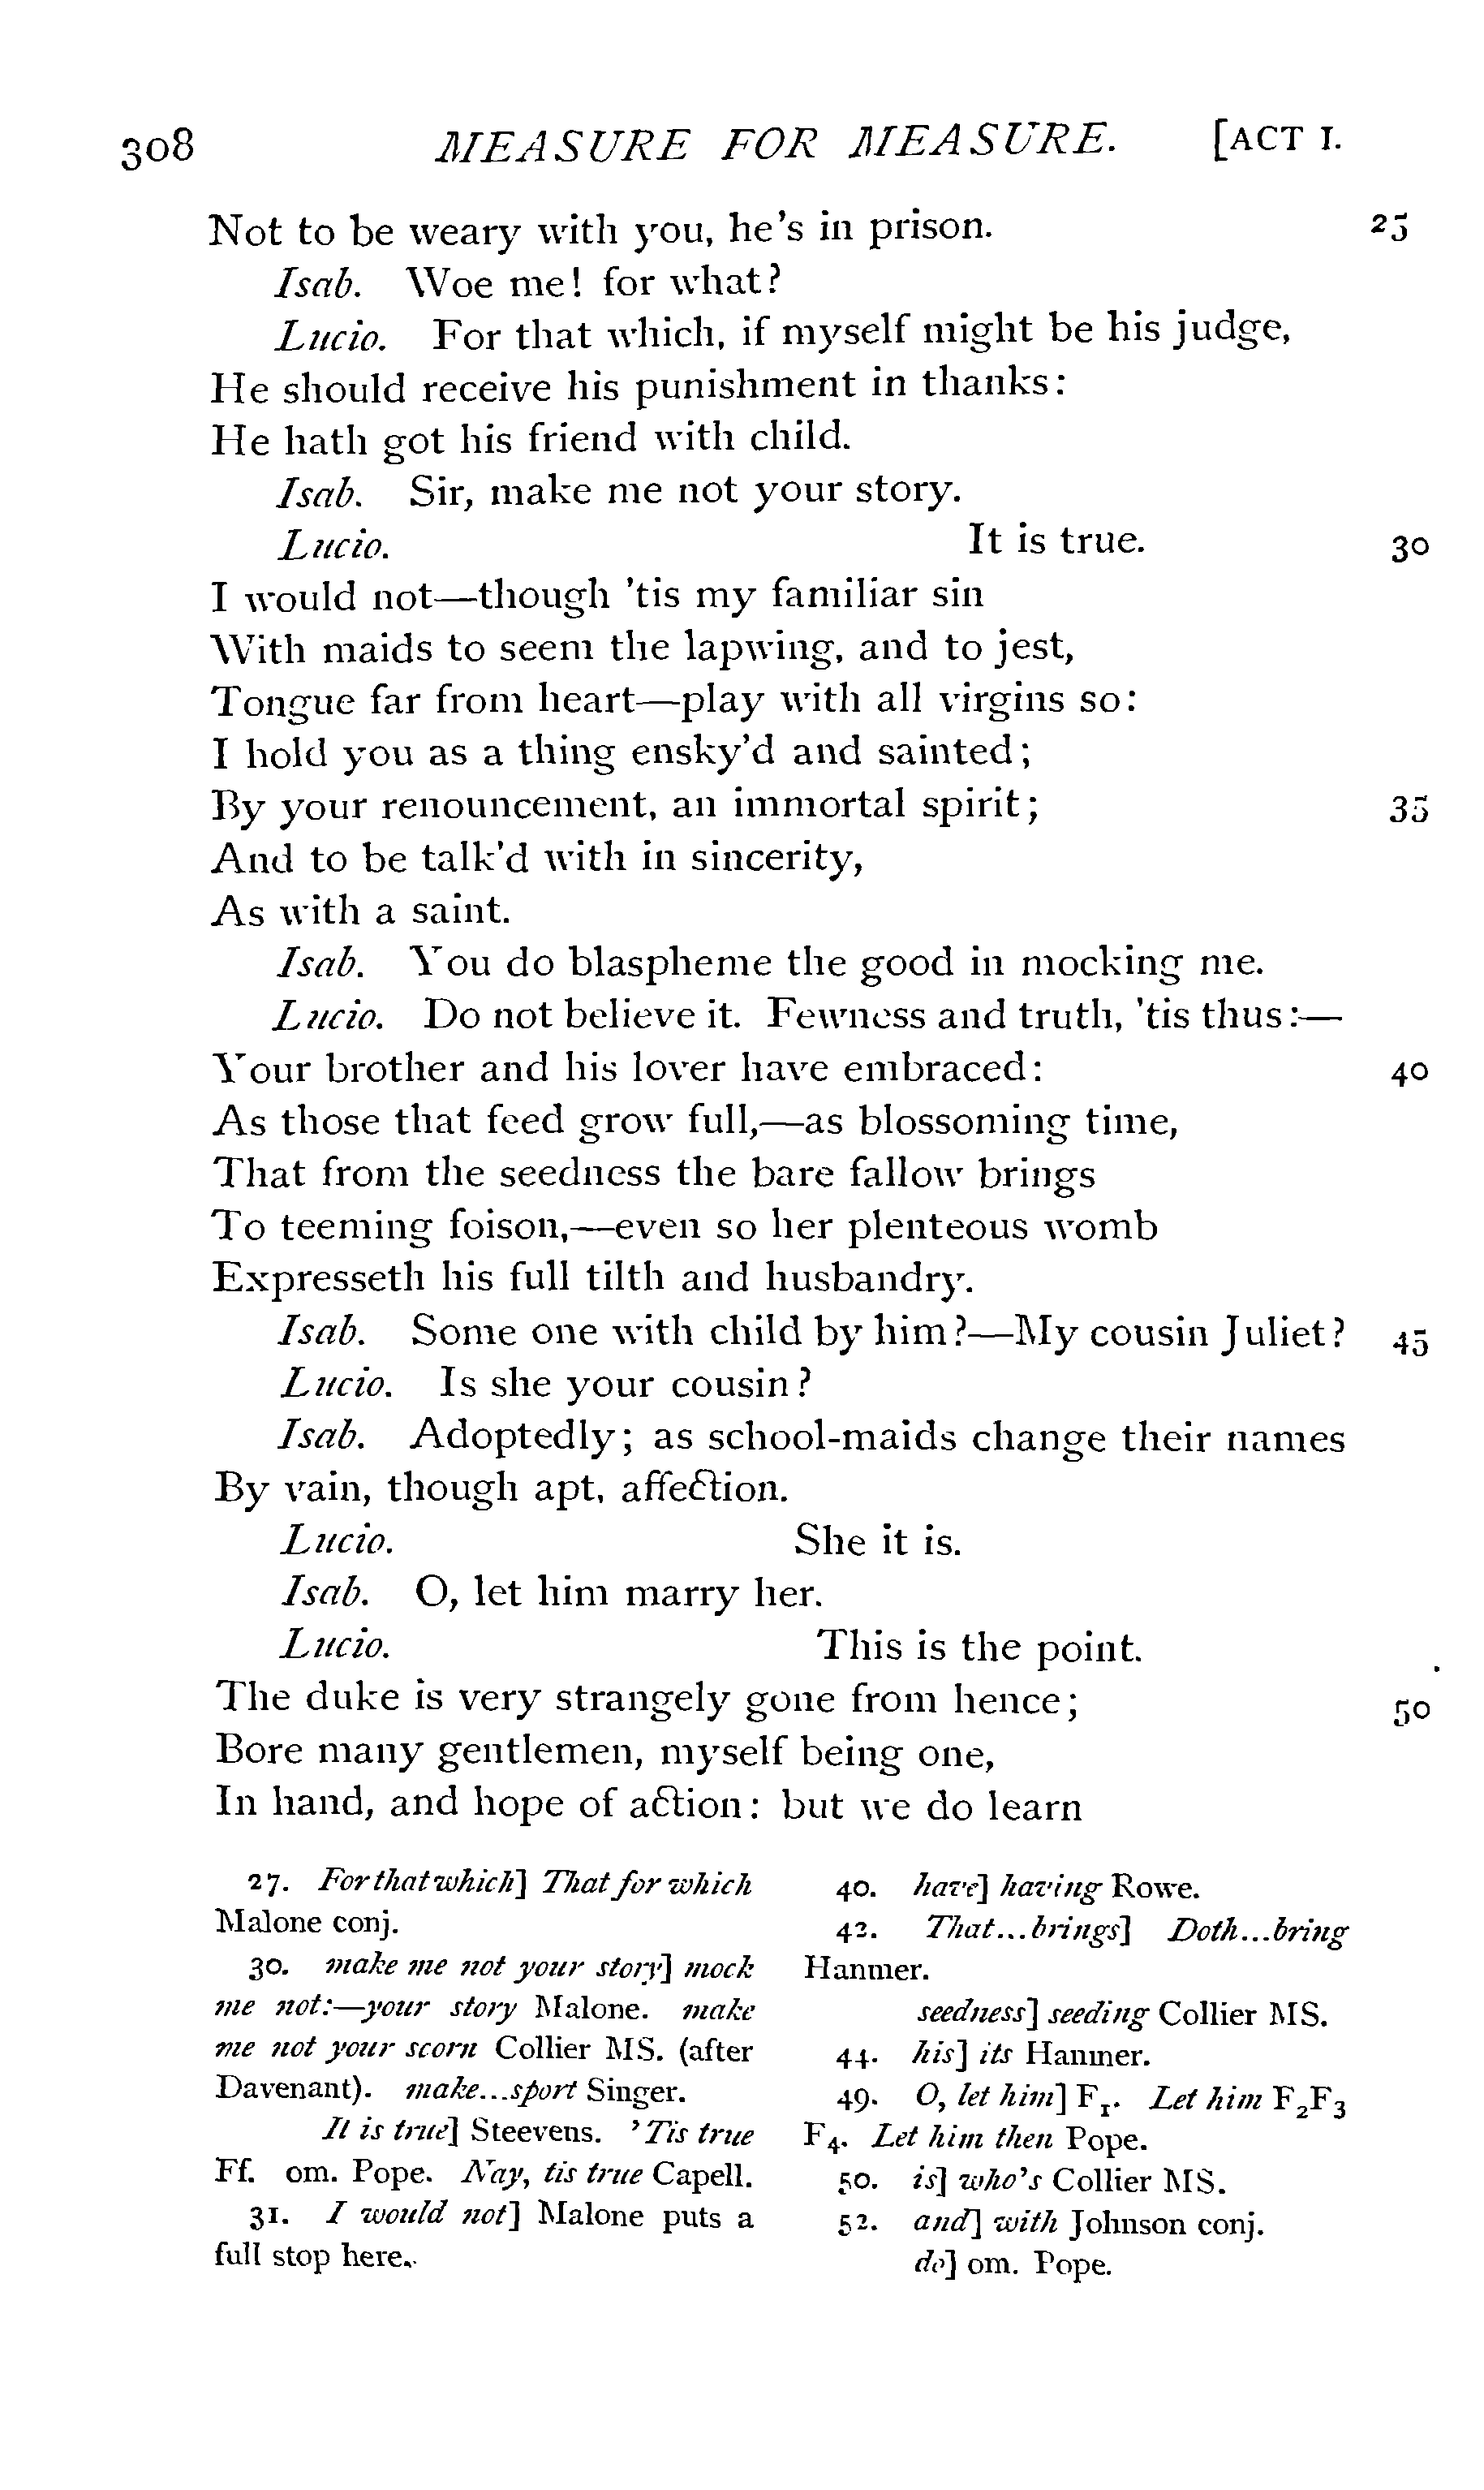 308 MEASURE FOR MEASURE. [ACT I.
Not to be weary with you, he's in prison. 25
Isab. Woe me! for what?
Lucio. For that which, if myself might be his judge,
He should receive his punishment in thanks:
He hath got his friend with child.
Isab. Sir, make me not your story.
Lucio. It is true. 30
I would not—though 'tis my familiar sin
With maids to seem the lapwing, and to jest,
Tongue far from heart—play with all virgins so:
I hold you as a thing ensky'd and sainted;
By your renouncement, an immortal spirit; 35
And to be talk'd with in sincerity,
As with a saint.
Isab. You do blaspheme the good in mocking me.
Lucio. Do not believe it. Fewness and truth, 'tis thus:—
Your brother and his lover have embraced: 40
As those that feed grow full,—as blossoming time,
That from the seedness the bare fallow brings
To teeming foison,—even so her plenteous womb
Expresseth his full tilth and husbandry.
Isab. Some one with child by him?—My cousin Juliet? 45
Lucio. Is she your cousin?
Isab. Adoptedly; as school-maids change their names
By vain, though apt, affection.
Lucio. She it is.
Isab. O, let him marry her.
Lucio. This is the point.
The duke is very strangely gone from hence; 50
Bore many gentlemen, myself being one,
In hand, and hope of action: but we do learn
27. For that which] That for which
Malone conj.
30. make me not your story] mock
me not:—your story Malone. make
me not your scorn Collier MS. (after
Davenant). make...sport Singer.
It is true] Steevens. 'Tis true
Ff. om. Pope. Nay, tis true Capell.
31. I would not] Malone puts a
full stop here.
40. have] having Rowe.
42. That...brings] Doth...bring
Hanmer.
seedness] seeding Collier MS.
44. his] its Hanmer.
49. O, let him] F1. Let him F2F3
F4. Let him then Pope.
50. is] who's Collier MS.
52. and] with Johnson conj.
do] om. Pope.